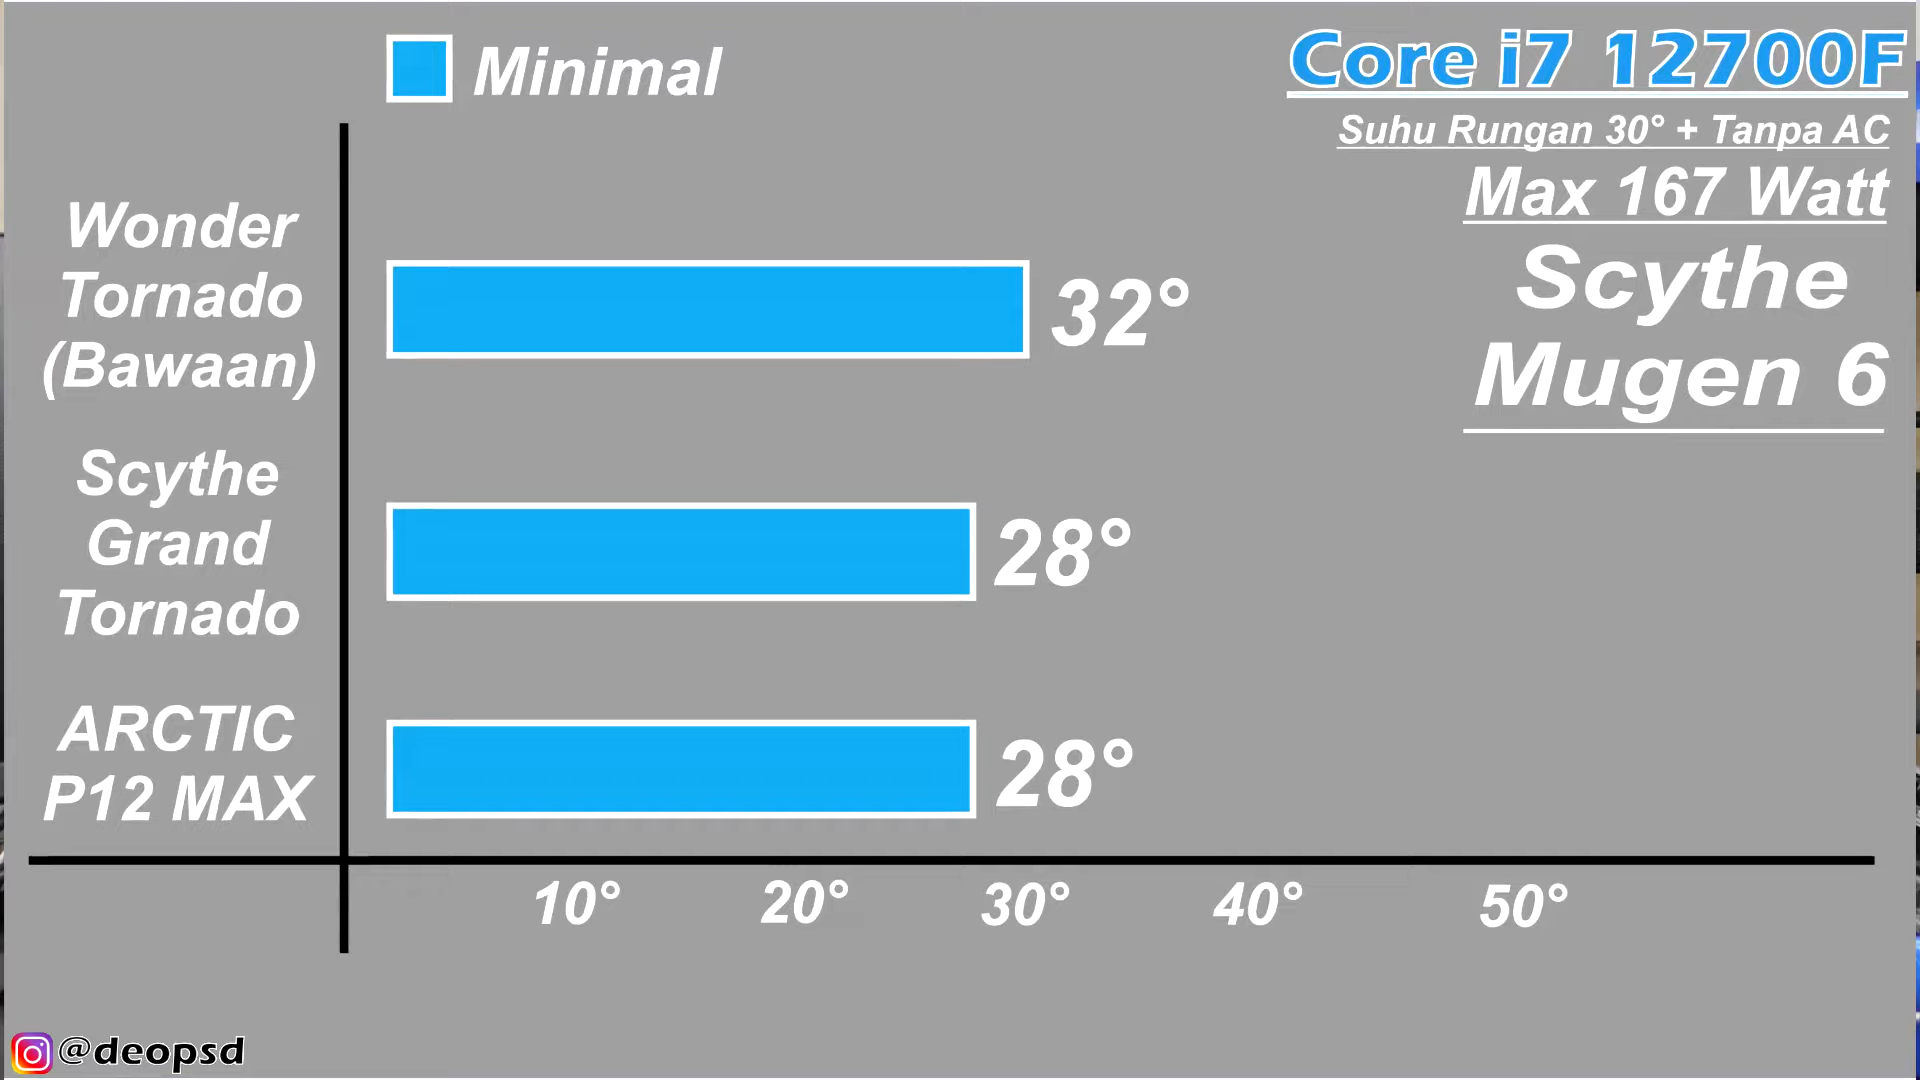 Minimal
Core i7 12700F
Suhu Rungan 30° + Tanpa AC
Max 167 Watt
Scythe
Mugen 6
Wonder
Tornado
(Bawaan)
32°
Scythe
Grand
Tornado
28°
ARCTIC
P12 MAX
28°
10° 20° 30° 40° 50°
@deopsd